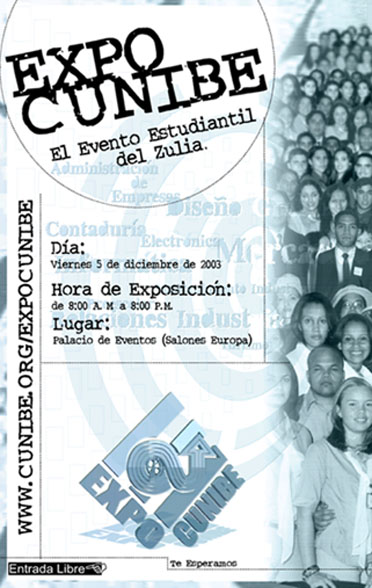 EXPO
CUNIBE
El Evento Estudiantil
del Zulia.
Administración
de
Empresas
Diseño
Contaduría
Electrónica
Día:
Viernes 5 de diciembre de 2003
Hora de Exposición:
de 8:00 A. M a 8:00 P.M.
Relaciones Indust
Lugar:
Palacio de Eventos (Salones Europa)
WWW.CUNIBE.ORG/EXPOCUNIBE
EXPO
CUNIBE
Entrada Libre
Te Esperamos